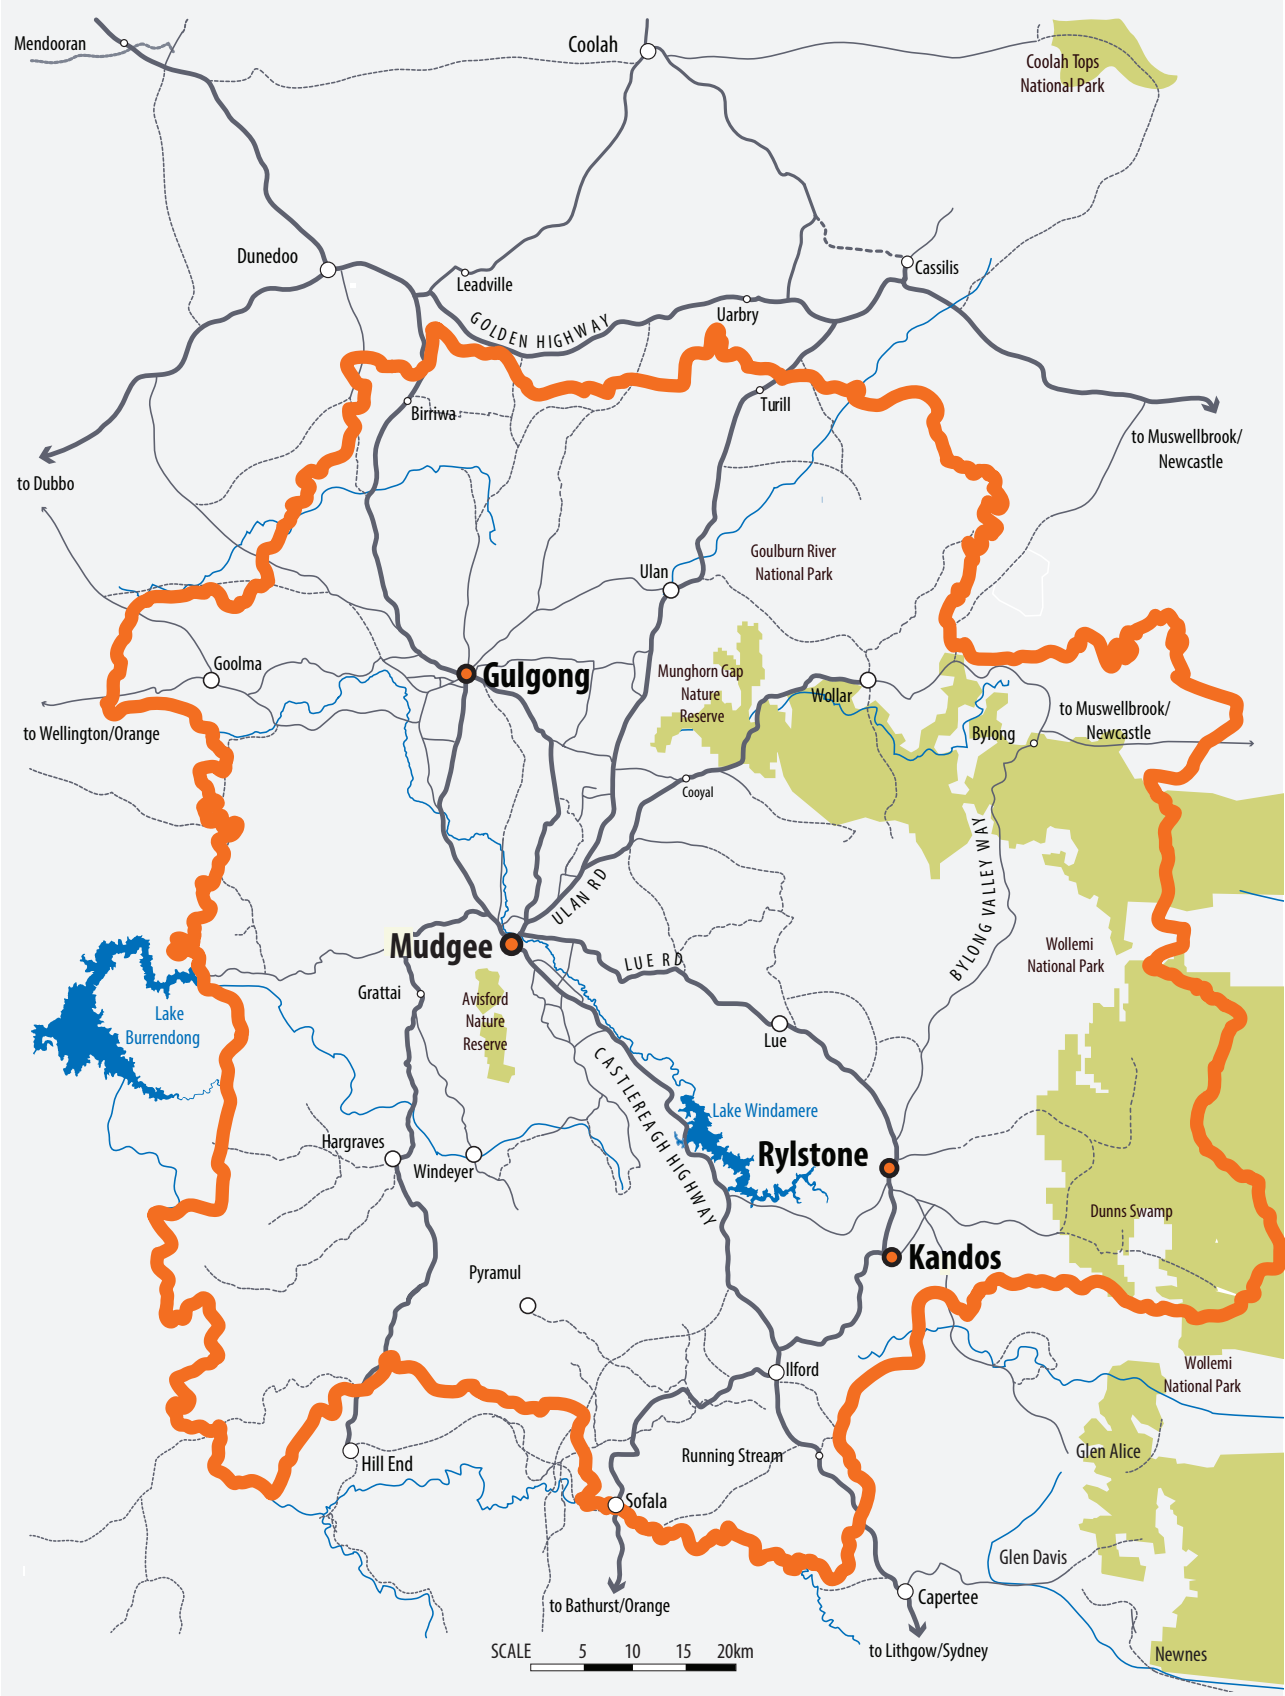 Mendooran
Coolah
Coolah Tops
National Park
Dunedoo
Leadville
Cassilis
GOLDEN HIGHWAY
Uarbry
Birriwa
Turill
to Muswellbrook/
Newcastle
to Dubbo
Goulburn River
National Park
Ulan
Goolma
Gulgong
Munghorn Gap
Nature
Reserve
Wollar
to Wellington/Orange
Bylong
to Muswellbrook/
Newcastle
Cooyal
BYLONG VALLEY WAY
ULAN RD
Mudgee
LUE RD
Wollemi
National Park
Grattai
Avisford
Nature
Reserve
Lake
Burrendong
Lue
CASTLEREAGH HIGHWAY
Lake Windamere
Hargraves
Windeyer
Rylstone
Dunns Swamp
Kandos
Pyramul
Ilford
Wollemi
National Park
Running Stream
Glen Alice
Hill End
Sofala
Glen Davis
Capertee
to Bathurst/Orange
to Lithgow/Sydney
Newnes
SCALE 5 10 15 20km